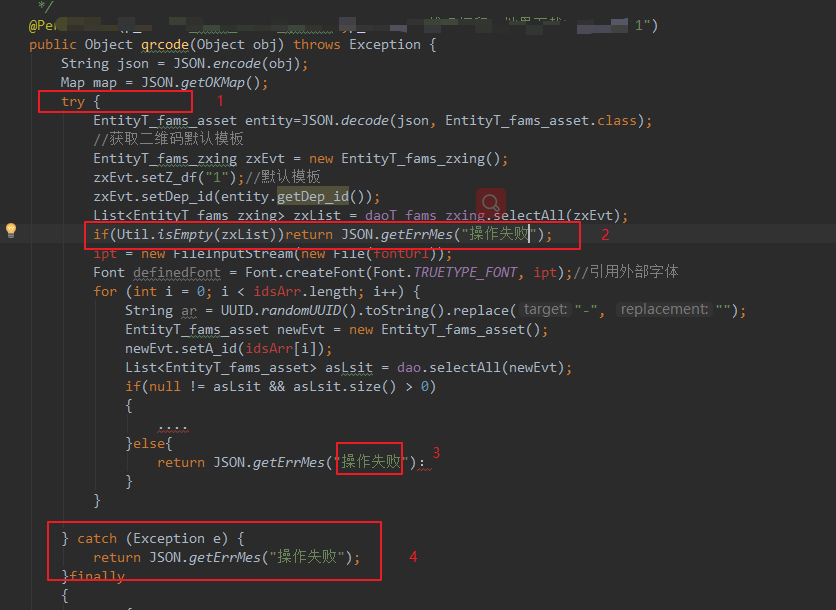 */
1")
public Object qrcode(Object obj) throws Exception {
String json = JSON.encode(obj);
Map map = JSON.getOKMap();
try { 1
EntityT_fams_asset entity=JSON.decode(json, EntityT_fams_asset.class);
//获取二维码默认模板
EntityT_fams_zxing zxEvt = new EntityT_fams_zxing();
zxEvt.setZ_df("1");//默认模板
zxEvt.setDep_id(entity.getDep_id());
List<EntityT_fams_zxing> zxList = daoT_fams_zxing.selectAll(zxEvt);
if(Util.isEmpty(zxList))return JSON.getErrMes("操作失败"); 2
ipt = new FileInputStream(new File(fontUrl));
Font definedFont = Font.createFont(Font.TRUETYPE_FONT, ipt);//引用外部字体
for (int i = 0; i < idsArr.length; i++) {
String ar = UUID.randomUUID().toString().replace( target: "-", replacement: "");
EntityT_fams_asset newEvt = new EntityT_fams_asset();
newEvt.setA_id(idsArr[i]);
List<EntityT_fams_asset> asLsit = dao.selectAll(newEvt);
if(null != asLsit && asLsit.size() > 0)
{
....
}else{
return JSON.getErrMes("操作失败"): 3
}
}
} catch (Exception e) {
return JSON.getErrMes("操作失败"); 4
}finally
{